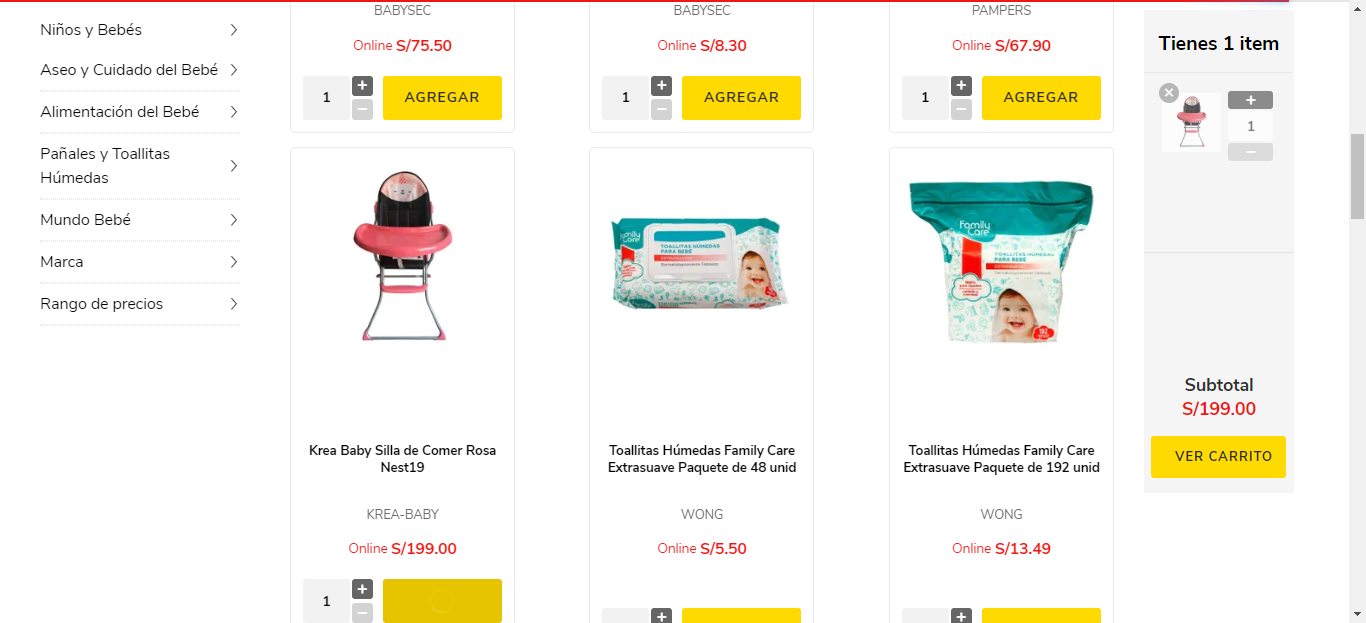 Niños y Bebés
Aseo y Cuidado del Bebé
Alimentación del Bebé
Pañales y Toallitas
Húmedas
Mundo Bebé
Marca
Rango de precios
BABYSEC
Online S/75.50
1
+
−
AGREGAR
BABYSEC
Online S/8.30
1
+
−
AGREGAR
PAMPERS
Online S/67.90
1
+
−
AGREGAR
Krea Baby Silla de Comer Rosa
Nest19
KREA-BABY
Online S/199.00
1
+
−
Family
Care
TOALLITAS HÚMEDAS
PARA BEBÉ
EXTRASUAVE
Toallitas Húmedas Family Care
Extrasuave Paquete de 48 unid
WONG
Online S/5.50
+
Family
Care
TOALLITAS HÚMEDAS
PARA BEBÉ
EXTRASUAVE
100%
192
Toallitas Húmedas Family Care
Extrasuave Paquete de 192 unid
WONG
Online S/13.49
+
Tienes 1 item
+
1
−
Subtotal
S/199.00
VER CARRITO